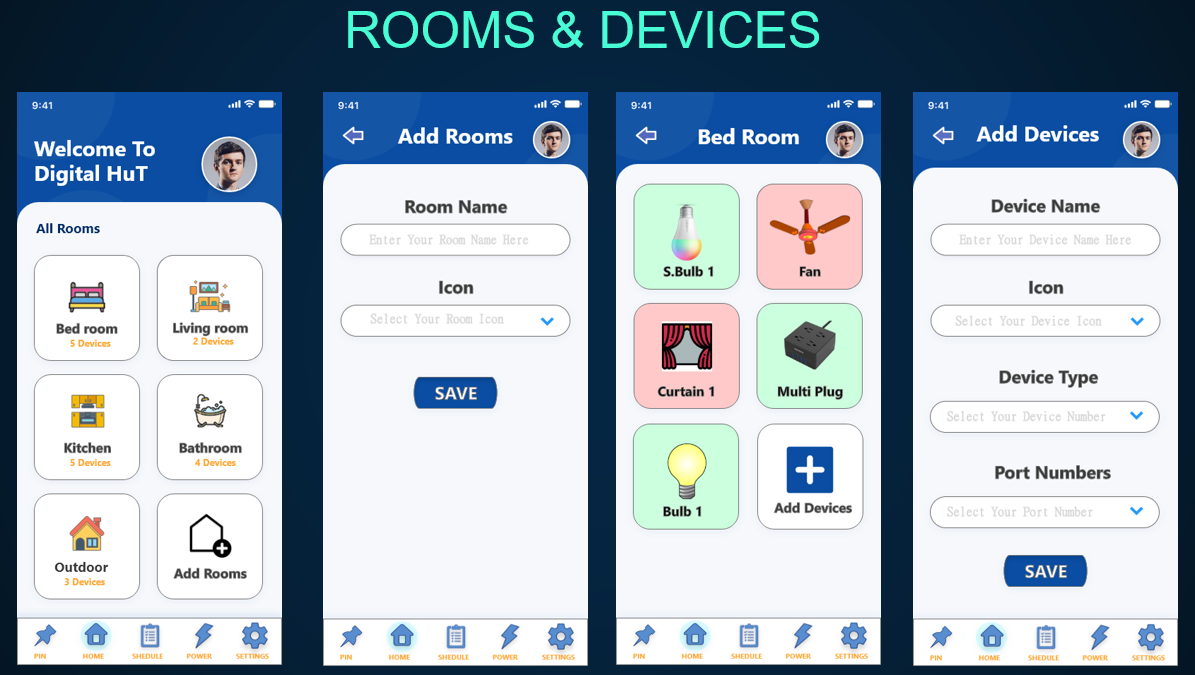 ROOMS & DEVICES
9:41
Welcome To
Digital HuT
All Rooms
Bed room
5 Devices
Living room
2 Devices
Kitchen
5 Devices
Bathroom
4 Devices
Outdoor
3 Devices
Add Rooms
PIN HOME SHEDULE POWER SETTINGS
9:41
Add Rooms
Room Name
Enter Your Room Name Here
Icon
Select Your Room Icon
SAVE
PIN HOME SHEDULE POWER SETTINGS
9:41
Bed Room
S.Bulb 1
Fan
Curtain 1
Multi Plug
Bulb 1
Add Devices
PIN HOME SHEDULE POWER SETTINGS
9:41
Add Devices
Device Name
Enter Your Device Name Here
Icon
Select Your Device Icon
Device Type
Select Your Device Number
Port Numbers
Select Your Port Number
SAVE
PIN HOME SHEDULE POWER SETTINGS